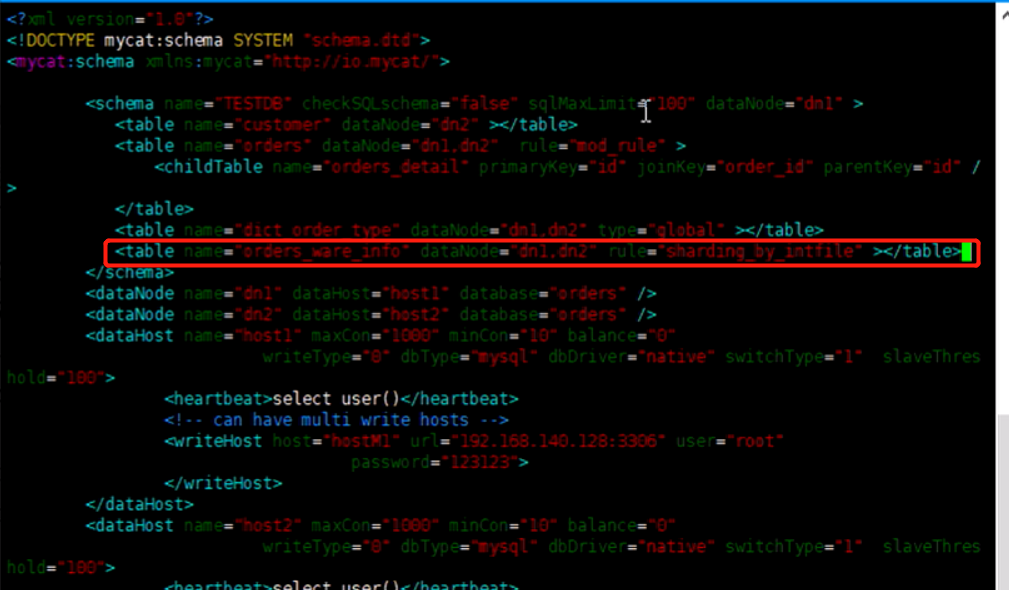 <?xml version="1.0"?>
<!DOCTYPE mycat:schema SYSTEM "schema.dtd">
<mycat:schema xmlns:mycat="http://io.mycat/">
<schema name="TESTDB" checkSQLschema="false" sqlMaxLimit="100" dataNode="dn1" >
<table name="customer" dataNode="dn2" ></table>
<table name="orders" dataNode="dn1,dn2"  rule="mod_rule" >
<childTable name="orders_detail" primaryKey="id" joinKey="order_id" parentKey="id" /
>
</table>
<table name="dict_order_type" dataNode="dn1,dn2" type="global" ></table>
<table name="orders_ware_info" dataNode="dn1,dn2" rule="sharding_by_intfile" ></table>
</schema>
<dataNode name="dn1" dataHost="host1" database="orders" />
<dataNode name="dn2" dataHost="host2" database="orders" />
<dataHost name="host1" maxCon="1000" minCon="10" balance="0"
writeType="0" dbType="mysql" dbDriver="native" switchType="1"  slaveThres
hold="100">
<heartbeat>select user()</heartbeat>
<!-- can have multi write hosts -->
<writeHost host="hostM1" url="192.168.140.128:3306" user="root"
password="123123">
</writeHost>
</dataHost>
<dataHost name="host2" maxCon="1000" minCon="10" balance="0"
writeType="0" dbType="mysql" dbDriver="native" switchType="1"  slaveThres
hold="100">
<heartbeat>select user()</heartbeat>